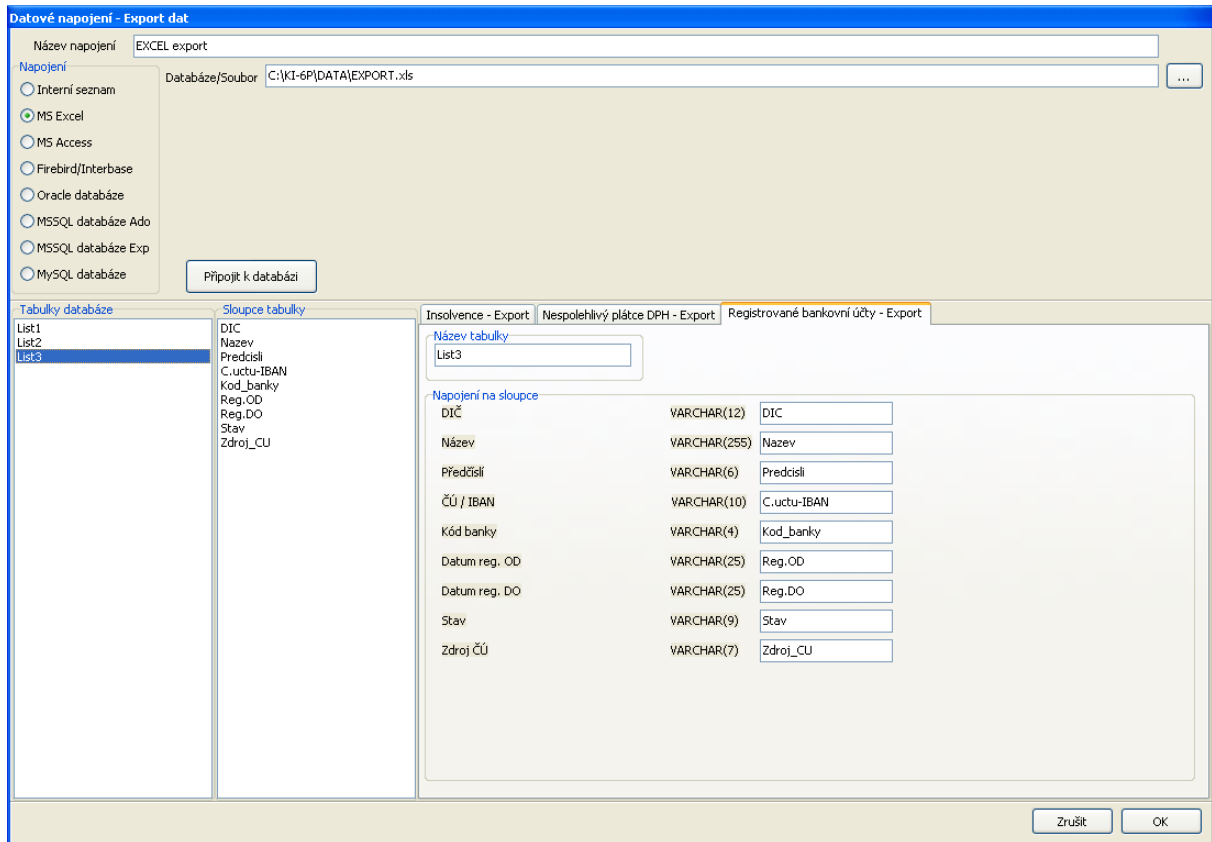 Datové napojení - Export dat
Název napojení EXCEL export
Napojení
Databáze/Soubor C:\KI-6P\DATA\EXPORT.xls ...
Interní seznam
MS Excel
MS Access
Firebird/Interbase
Oracle databáze
MSSQL databáze Ado
MSSQL databáze Exp
MySQL databáze
Připojit k databázi
Tabulky databáze
List1
List2
List3
Sloupce tabulky
DIC
Nazev
Predcisli
C.uctu-IBAN
Kod_banky
Reg.OD
Reg.DO
Stav
Zdroj_CU
Insolvence - Export Nespolehlivý plátce DPH - Export Registrované bankovní účty - Export
Název tabulky
List3
Napojení na sloupce
DIČ VARCHAR(12) DIC
Název VARCHAR(255) Nazev
Předčíslí VARCHAR(6) Predcisli
ČÚ / IBAN VARCHAR(10) C.uctu-IBAN
Kód banky VARCHAR(4) Kod_banky
Datum reg. OD VARCHAR(25) Reg.OD
Datum reg. DO VARCHAR(25) Reg.DO
Stav VARCHAR(9) Stav
Zdroj ČÚ VARCHAR(7) Zdroj_CU
Zrušit OK